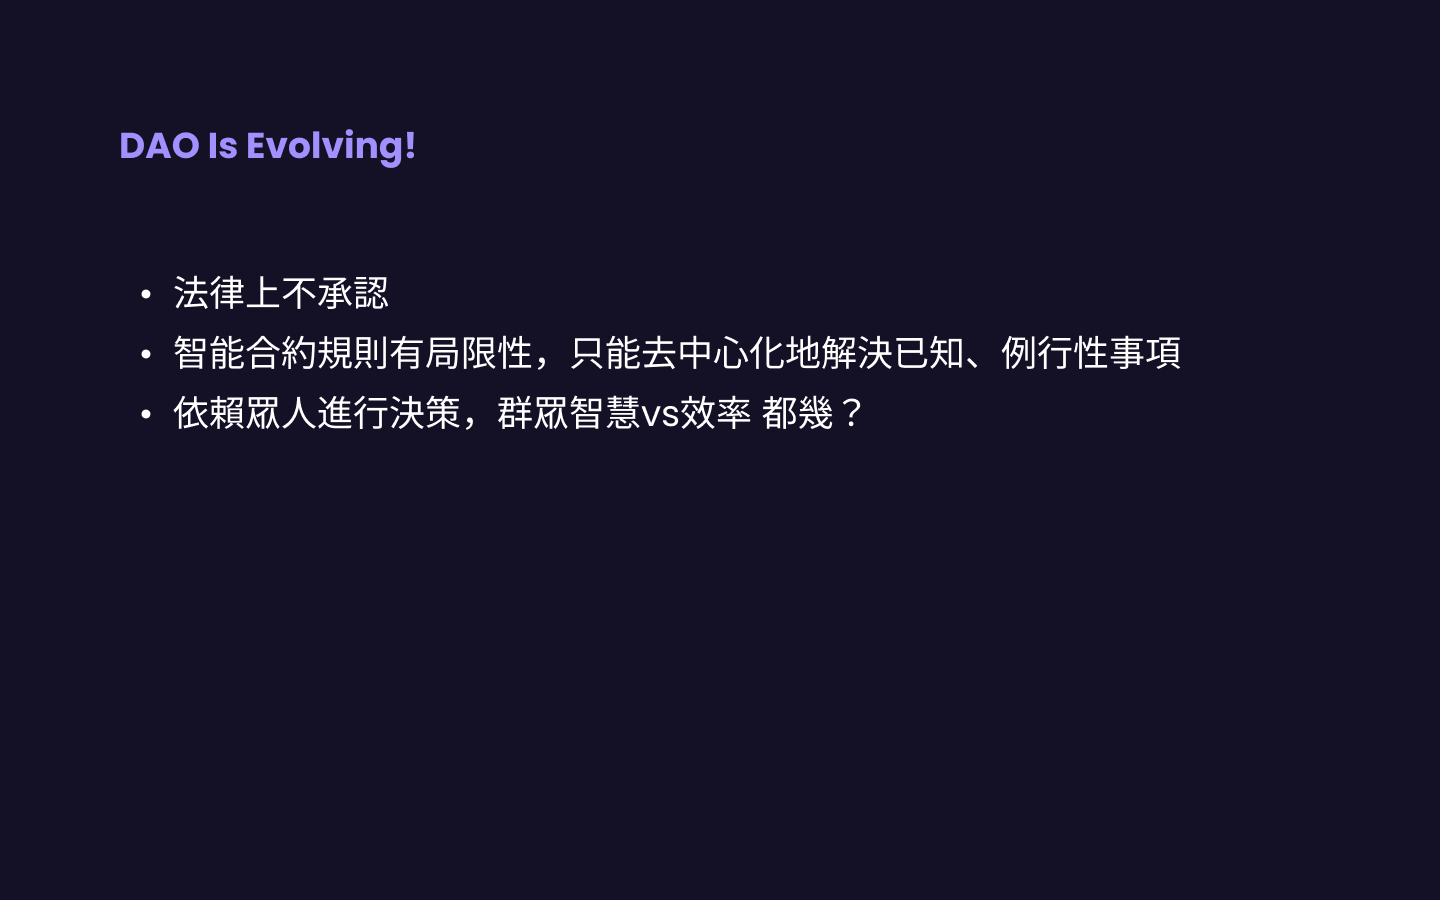 DAO Is Evolving!
• 法律上不承認
• 智能合約規則有局限性，只能去中心化地解決已知、例行性事項
• 依賴眾人進行決策，群眾智慧vs效率 都幾？